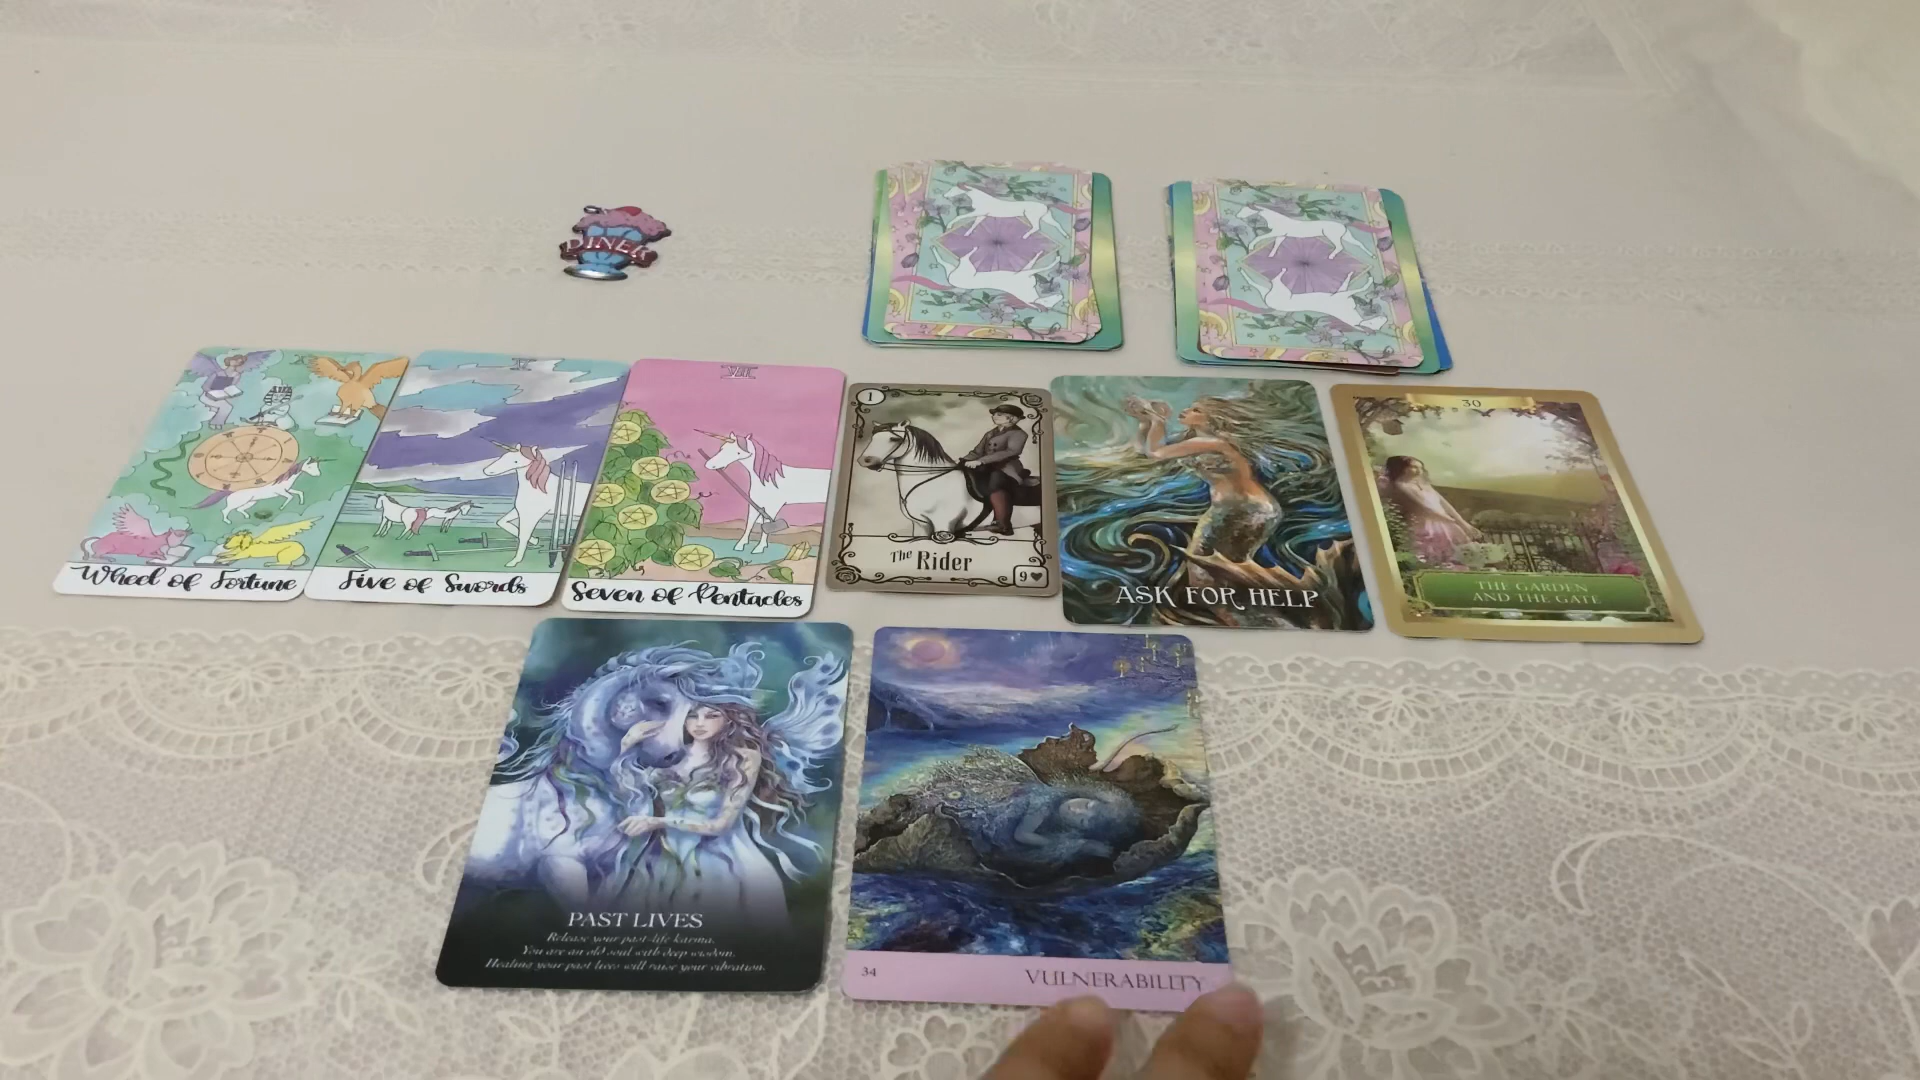 DINER
V
VII
Wheel of Fortune
Five of Swords
Seven of Pentacles
1
The Rider
9♥
ASK FOR HELP
30
THE GARDEN
AND THE GATE
PAST LIVES
Release your past-life karma.
You are an old soul with deep wisdom.
Healing your past lives will raise your vibration.
34
VULNERABILITY